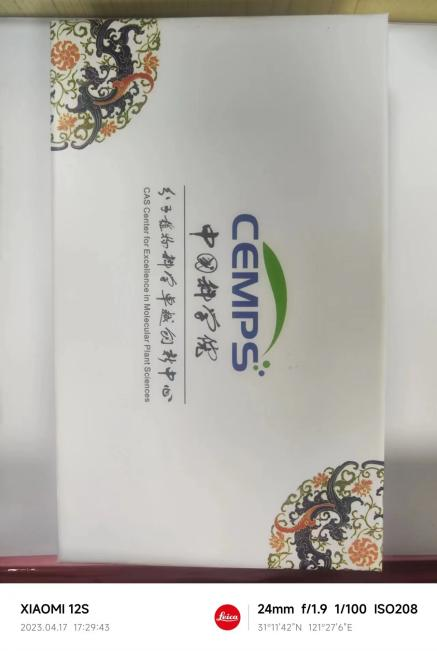 CEMPS
中国科学院
分子植物科学卓越创新中心
CAS Center for Excellence in Molecular Plant Sciences
XIAOMI 12S
2023.04.17 17:29:43
Leica
24mm f/1.9 1/100 ISO208
31°11'42"N 121°27'6"E